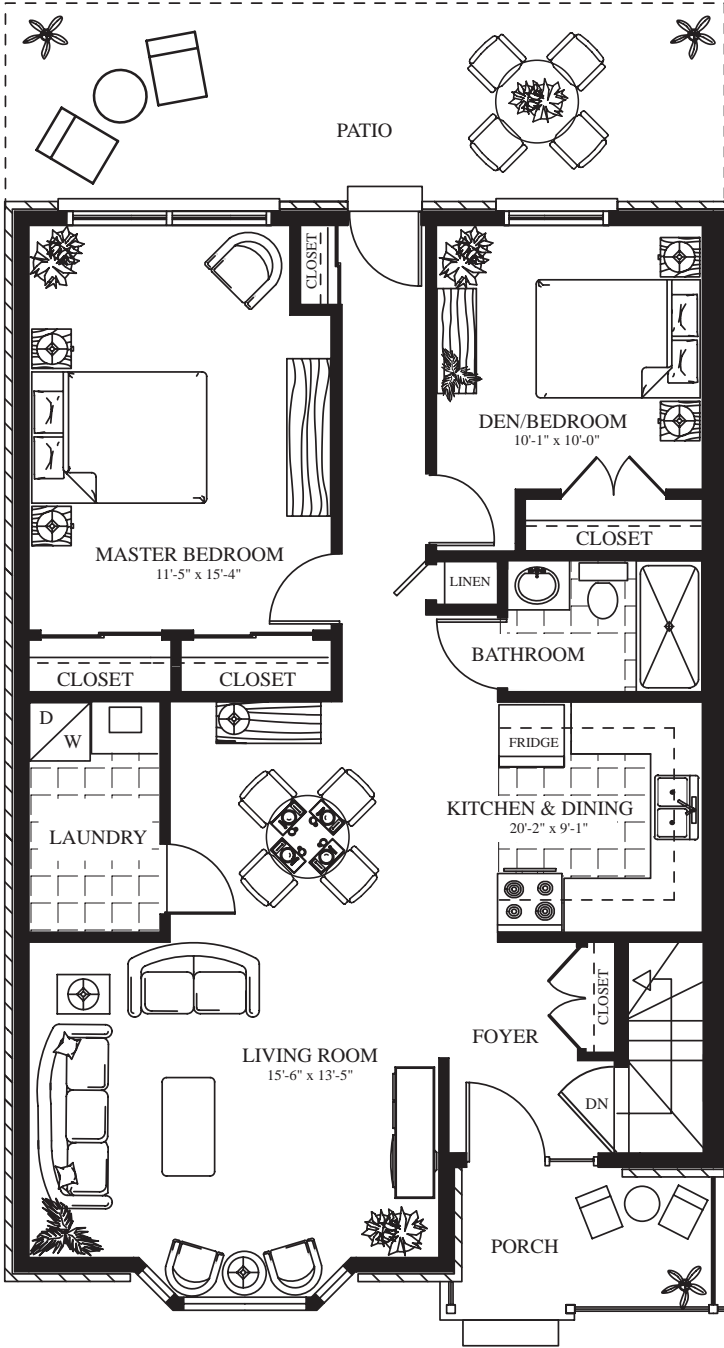 PATIO
CLOSET
DEN/BEDROOM
10'-1" x 10'-0"
CLOSET
MASTER BEDROOM
11'-5" x 15'-4"
LINEN
BATHROOM
CLOSET
CLOSET
D
W
FRIDGE
KITCHEN & DINING
20'-2" x 9'-1"
LAUNDRY
CLOSET
FOYER
LIVING ROOM
15'-6" x 13'-5"
DN
PORCH